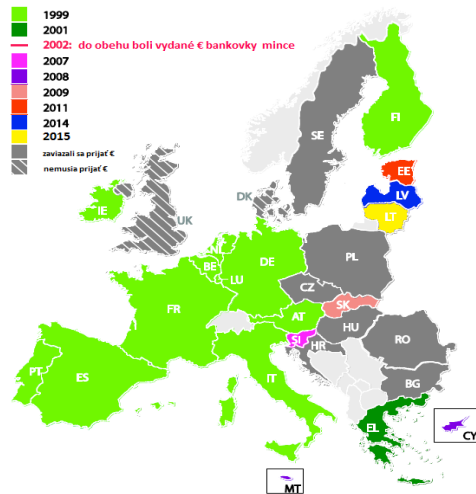 1999
2001
2002: do obehu boli vydané € bankovky mince
2007
2008
2009
2011
2014
2015
zaviazali sa prijať €
nemusia prijať €
FI
SE
EE
LV
LT
DK
IE
UK
NL
BE
LU
DE
PL
CZ
SK
FR
AT
HU
SI
HR
RO
IT
BG
PT
ES
EL
CY
MT